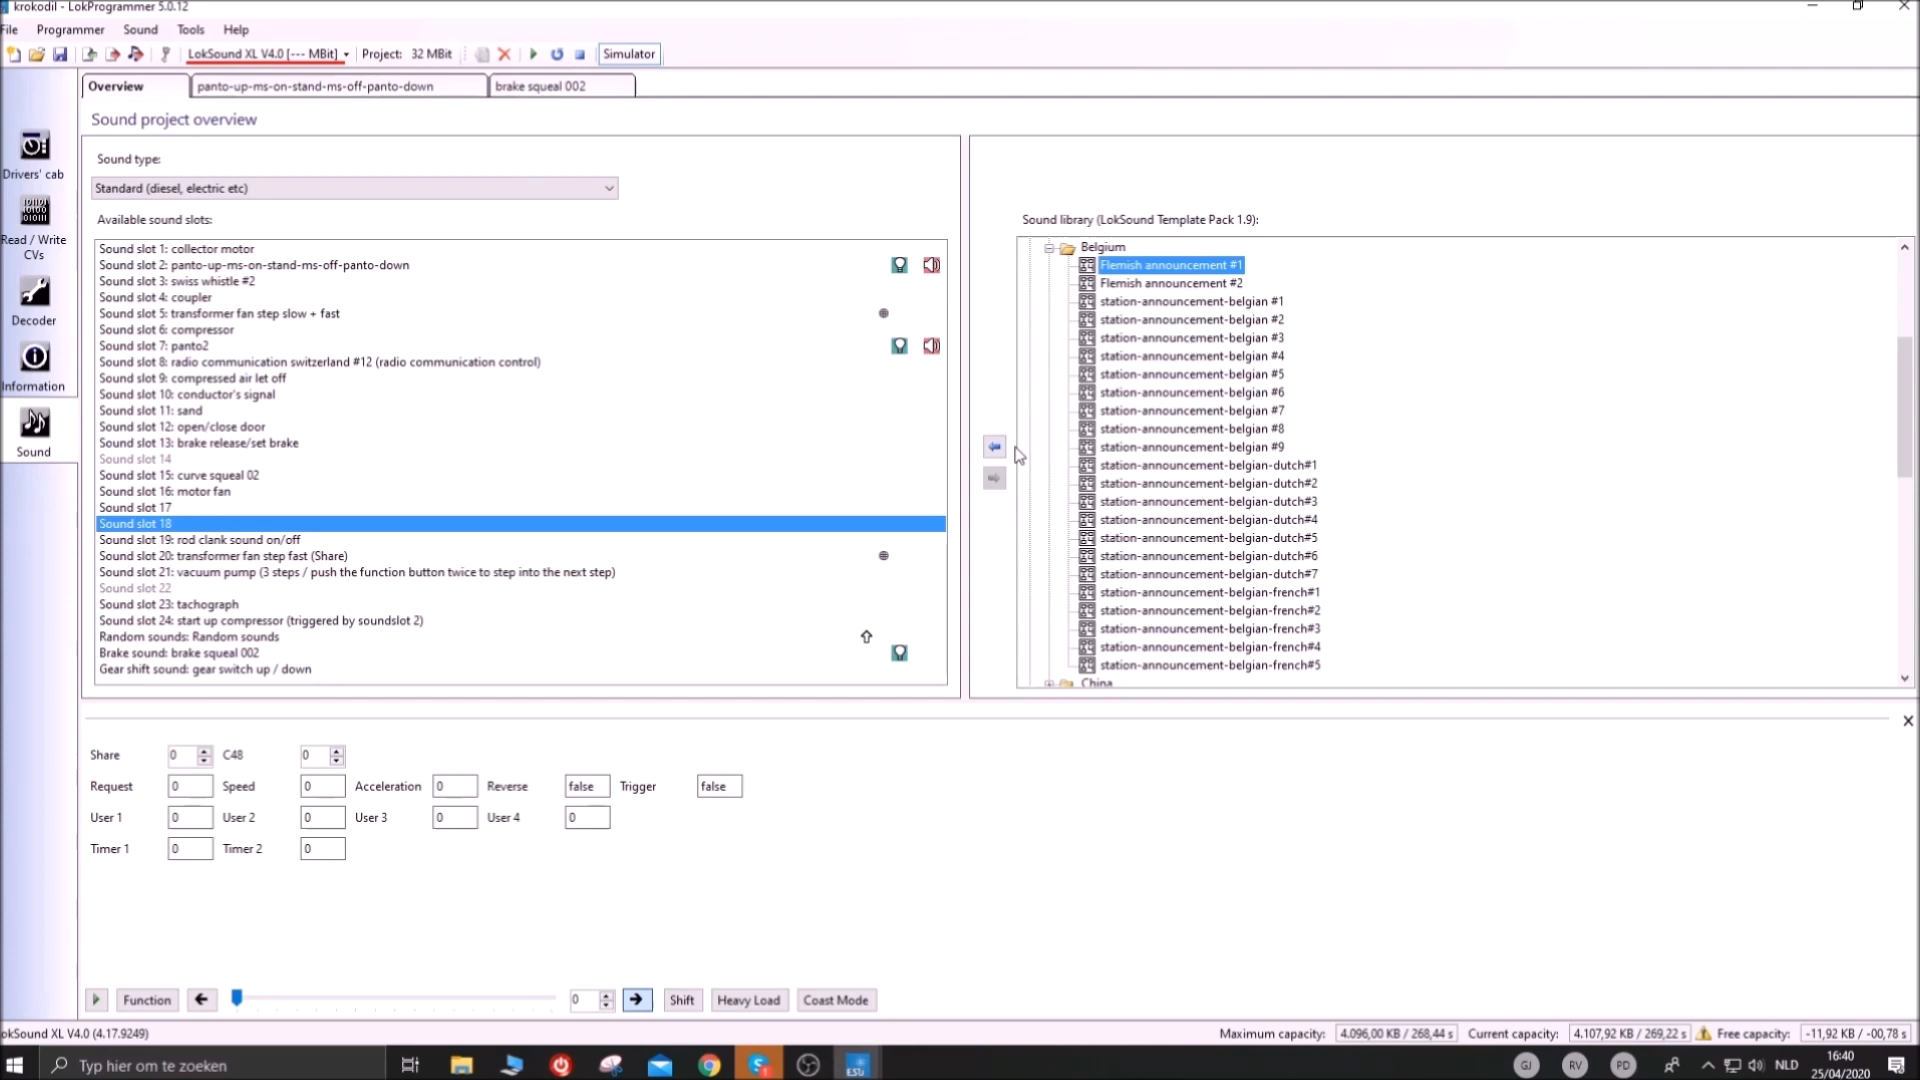 krokodil - LokProgrammer 5.0.12
File Programmer Sound Tools Help
LokSound XL V4.0 [--- MBit] Project: 32 MBit Simulator
Overview panto-up-ms-on-stand-ms-off-panto-down brake squeal 002
Sound project overview
Drivers' cab
Read / Write
CVs
Decoder
Information
Sound
Sound type:
Standard (diesel, electric etc)
Available sound slots:
Sound slot 1: collector motor
Sound slot 2: panto-up-ms-on-stand-ms-off-panto-down
Sound slot 3: swiss whistle #2
Sound slot 4: coupler
Sound slot 5: transformer fan step slow + fast
Sound slot 6: compressor
Sound slot 7: panto2
Sound slot 8: radio communication switzerland #12 (radio communication control)
Sound slot 9: compressed air let off
Sound slot 10: conductor's signal
Sound slot 11: sand
Sound slot 12: open/close door
Sound slot 13: brake release/set brake
Sound slot 14
Sound slot 15: curve squeal 02
Sound slot 16: motor fan
Sound slot 17
Sound slot 18
Sound slot 19: rod clank sound on/off
Sound slot 20: transformer fan step fast (Share)
Sound slot 21: vacuum pump (3 steps / push the function button twice to step into the next step)
Sound slot 22
Sound slot 23: tachograph
Sound slot 24: start up compressor (triggered by soundslot 2)
Random sounds: Random sounds
Brake sound: brake squeal 002
Gear shift sound: gear switch up / down
Sound library (LokSound Template Pack 1.9):
Belgium
Flemish announcement #1
Flemish announcement #2
station-announcement-belgian #1
station-announcement-belgian #2
station-announcement-belgian #3
station-announcement-belgian #4
station-announcement-belgian #5
station-announcement-belgian #6
station-announcement-belgian #7
station-announcement-belgian #8
station-announcement-belgian #9
station-announcement-belgian-dutch#1
station-announcement-belgian-dutch#2
station-announcement-belgian-dutch#3
station-announcement-belgian-dutch#4
station-announcement-belgian-dutch#5
station-announcement-belgian-dutch#6
station-announcement-belgian-dutch#7
station-announcement-belgian-french#1
station-announcement-belgian-french#2
station-announcement-belgian-french#3
station-announcement-belgian-french#4
station-announcement-belgian-french#5
China
Share 0 C48 0
Request 0 Speed 0 Acceleration 0 Reverse false Trigger false
User 1 0 User 2 0 User 3 0 User 4 0
Timer 1 0 Timer 2 0
Function 0 Shift Heavy Load Coast Mode
okSound XL V4.0 (4.17.9249) Maximum capacity: 4.096,00 KB / 268,44 s Current capacity: 4.107,92 KB / 269,22 s Free capacity: -11,92 KB / -00,78 s
Typ hier om te zoeken
ESU
GJ RV PD NLD 16:40
25/04/2020